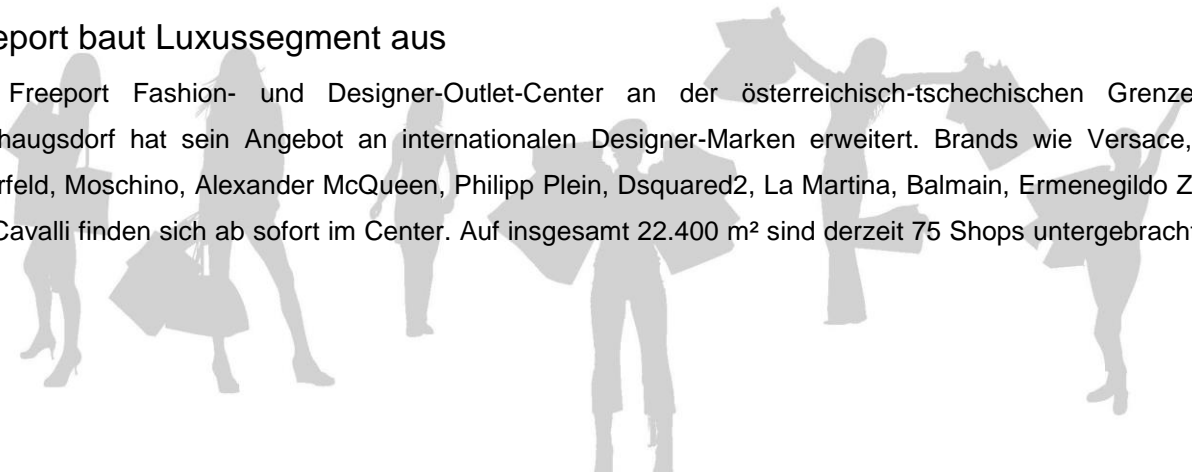 eport baut Luxussegment aus
Freeport Fashion- und Designer-Outlet-Center an der österreichisch-tschechischen Grenze
haugsdorf hat sein Angebot an internationalen Designer-Marken erweitert. Brands wie Versace,
rfeld, Moschino, Alexander McQueen, Philipp Plein, Dsquared2, La Martina, Balmain, Ermenegildo Z
Cavalli finden sich ab sofort im Center. Auf insgesamt 22.400 m² sind derzeit 75 Shops untergebracht